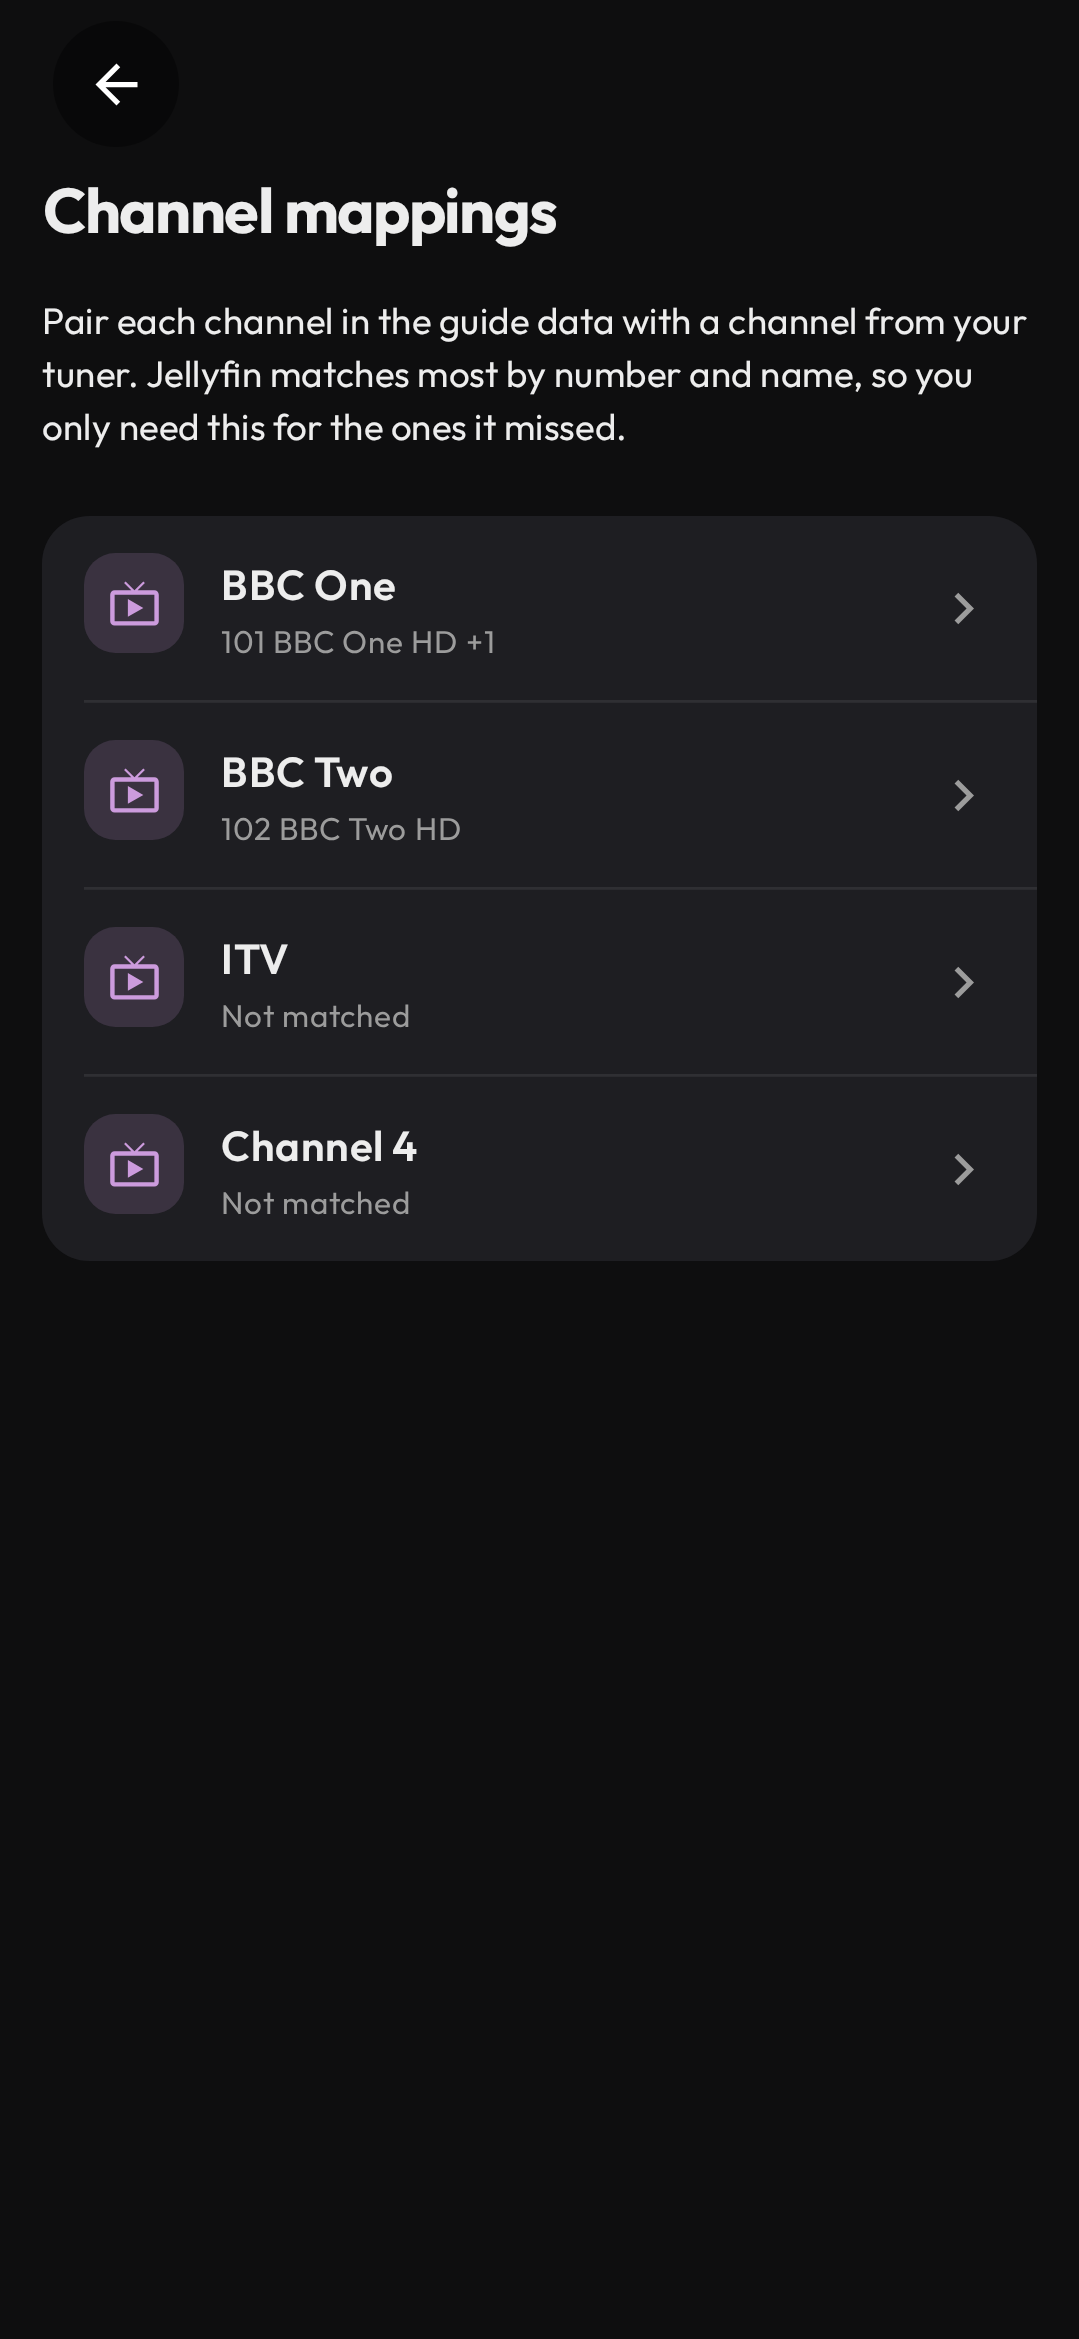 Channel mappings
Pair each channel in the guide data with a channel from your
tuner. Jellyfin matches most by number and name, so you
only need this for the ones it missed.
BBC One
101 BBC One HD +1
BBC Two
102 BBC Two HD
ITV
Not matched
Channel 4
Not matched